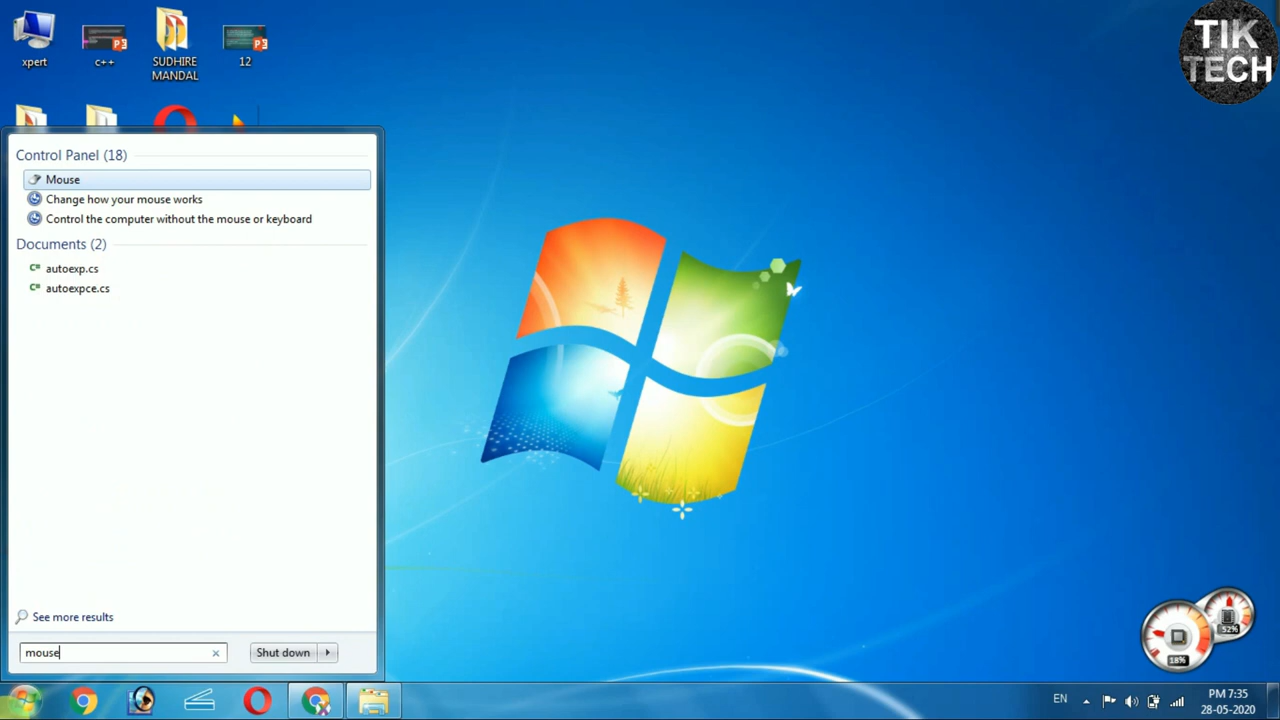 xpert
c++
SUDHIRE
MANDAL
12
TIK
TECH
Control Panel (18)
Mouse
Change how your mouse works
Control the computer without the mouse or keyboard
Documents (2)
autoexp.cs
autoexpce.cs
See more results
mouse
Shut down
52%
18%
EN
PM 7:35
28-05-2020